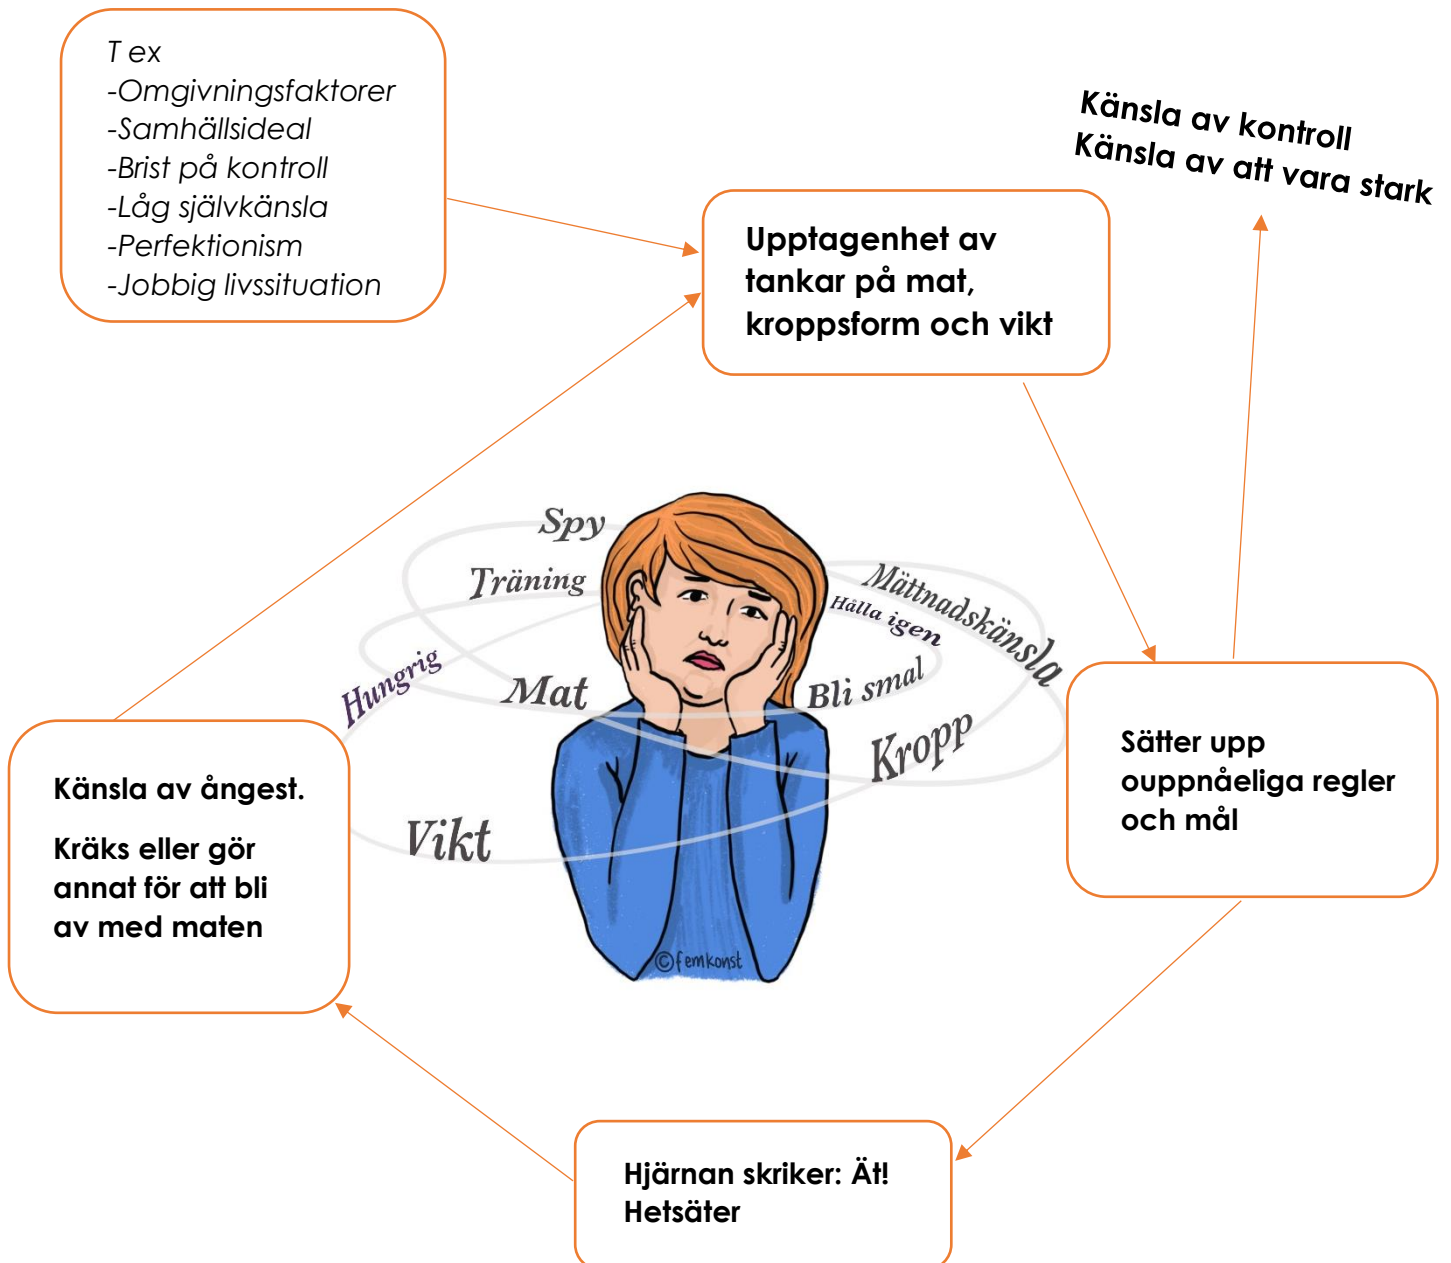 T ex
-Omgivningsfaktorer
-Samhällsideal
-Brist på kontroll
-Låg självkänsla
-Perfektionism
-Jobbig livssituation
Känsla av kontroll
Känsla av att vara stark
Upptagenhet av
tankar på mat,
kroppsform och vikt
Spy
Träning
Hungrig
Mat
Vikt
Mättnadskänsla
Hålla igen
Bli smal
Kropp
©femkonst
Sätter upp
ouppnåeliga regler
och mål
Känsla av ångest.
Kräks eller gör
annat för att bli
av med maten
Hjärnan skriker: Ät!
Hetsäter